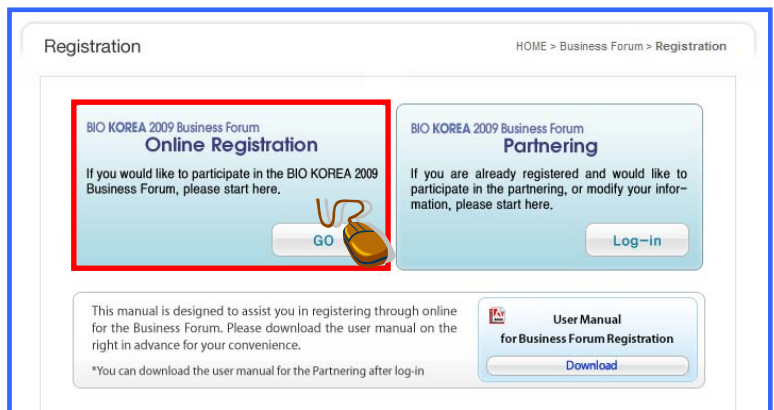 Registration
HOME > Business Forum > Registration
BIO KOREA 2009 Business Forum
Online Registration
If you would like to participate in the BIO KOREA 2009
Business Forum, please start here.
GO
BIO KOREA 2009 Business Forum
Partnering
If you are already registered and would like to
participate in the partnering, or modify your infor-
mation, please start here.
Log-in
This manual is designed to assist you in registering through online
for the Business Forum. Please download the user manual on the
right in advance for your convenience.
*You can download the user manual for the Partnering after log-in
User Manual
for Business Forum Registration
Download